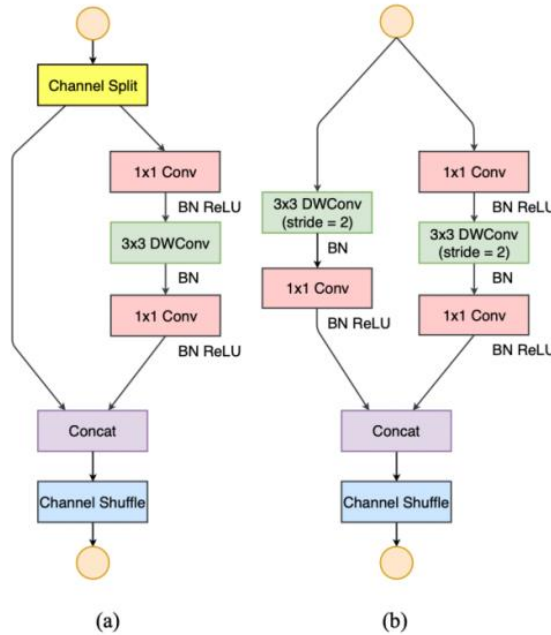 Channel Split
1x1 Conv
BN ReLU
3x3 DWConv
BN
1x1 Conv
BN ReLU
Concat
Channel Shuffle
(a)
3x3 DWConv
(stride = 2)
BN
1x1 Conv
BN ReLU
1x1 Conv
BN ReLU
3x3 DWConv
(stride = 2)
BN
1x1 Conv
BN ReLU
Concat
Channel Shuffle
(b)